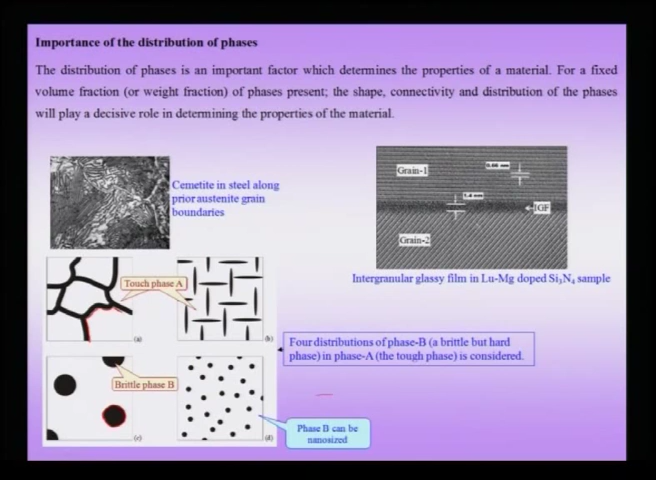 Importance of the distribution of phases
The distribution of phases is an important factor which determines the properties of a material. For a fixed
volume fraction (or weight fraction) of phases present; the shape, connectivity and distribution of the phases
will play a decisive role in determining the properties of the material.
Cemetite in steel along
prior austenite grain
boundaries
Grain-1
IGF
Grain-2
Intergranular glassy film in Lu-Mg doped Si₃N₄ sample
Touch phase A
(a)
(b)
Four distributions of phase-B (a brittle but hard
phase) in phase-A (the tough phase) is considered.
Brittle phase B
(c)
(d)
Phase B can be
nanosized